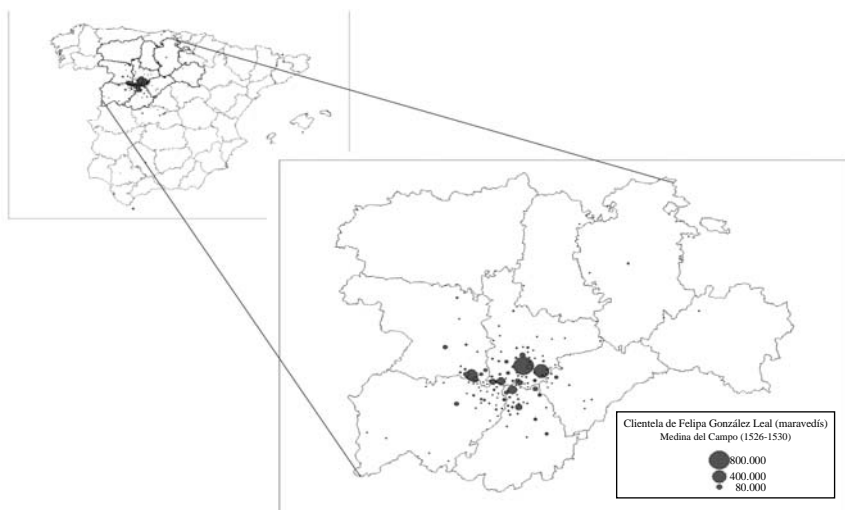 Clientela de Felipa González Leal (maravedís)
Medina del Campo (1526-1530)
800.000
400.000
80.000